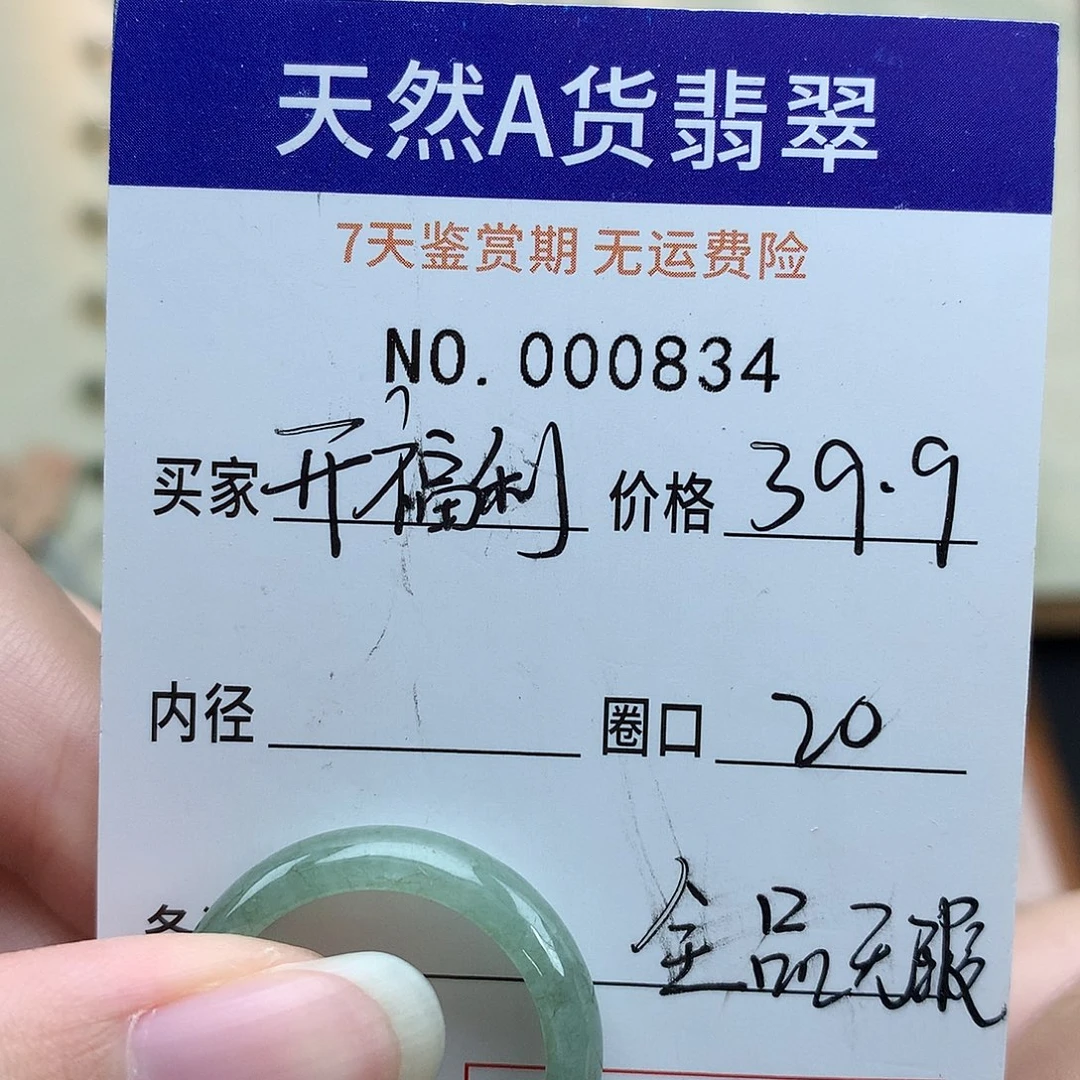 天然A货翡翠
7天鉴赏期 无运费险
NO.000834
买家 开福利 价格 39.9
内径 圈口 20
全品无暇